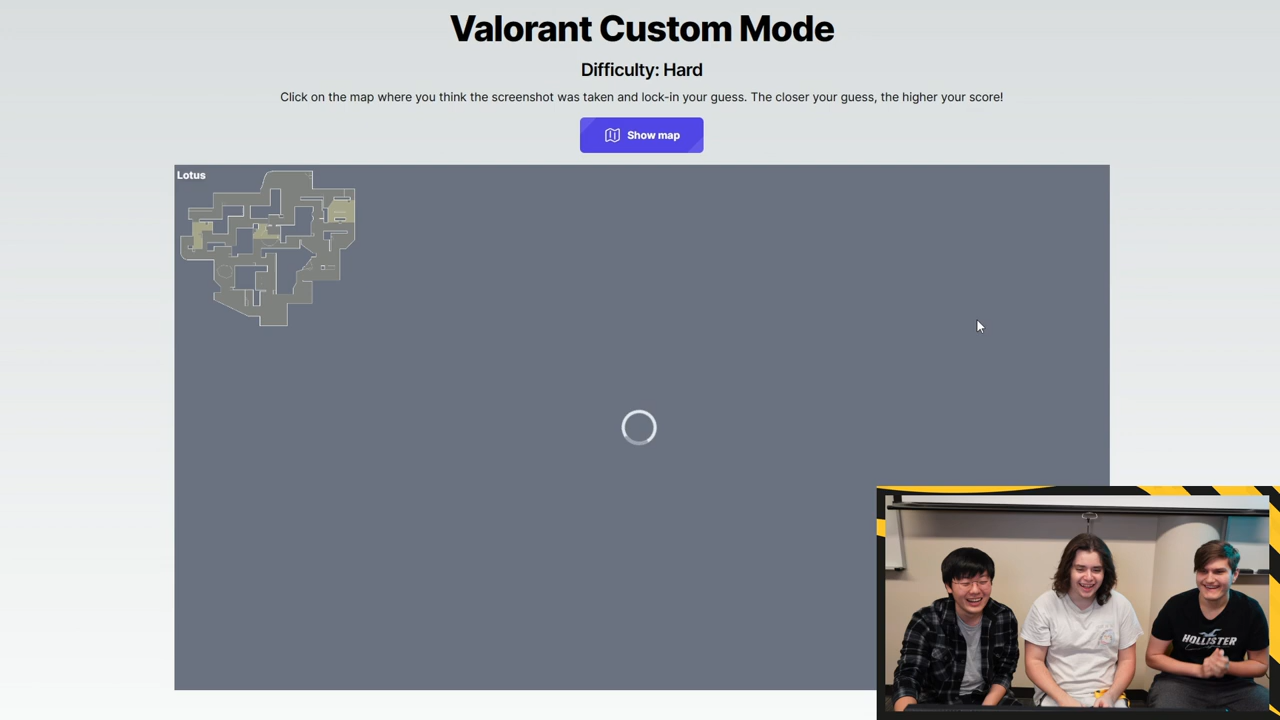 Valorant Custom Mode
Difficulty: Hard
Click on the map where you think the screenshot was taken and lock-in your guess. The closer your guess, the higher your score!
Show map
Lotus
HOLLISTER